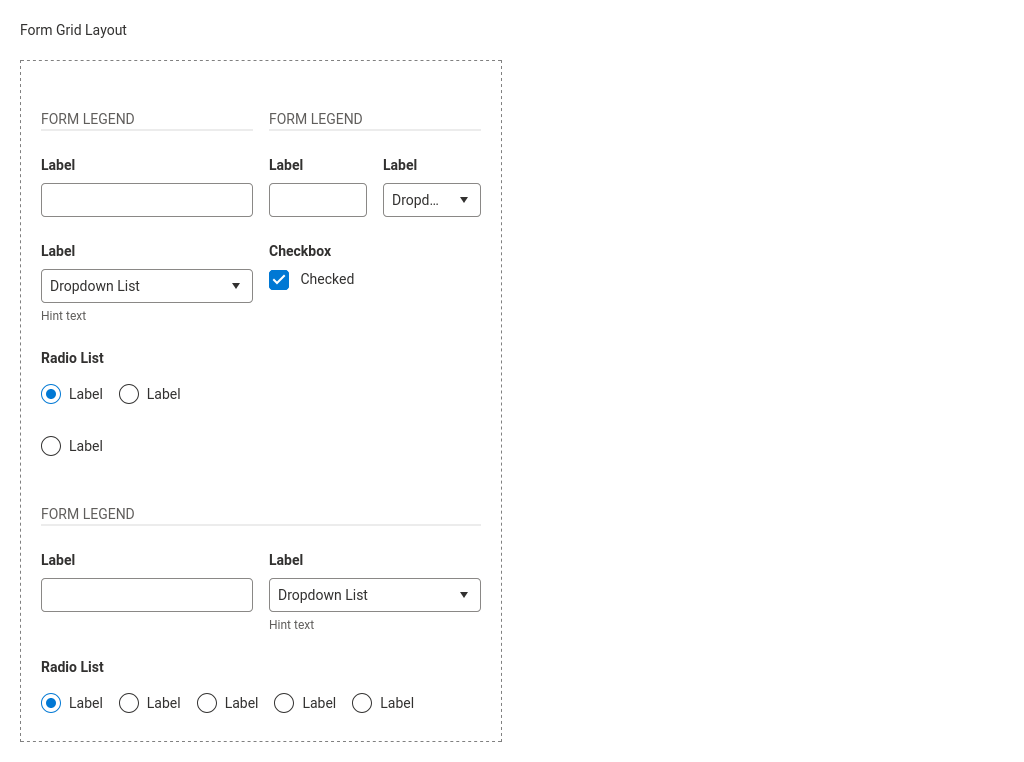 Form Grid Layout
FORM LEGEND
FORM LEGEND
Label
Label
Label
Dropd...
Label
Checkbox
Dropdown List
Checked
Hint text
Radio List
Label
Label
Label
FORM LEGEND
Label
Label
Dropdown List
Hint text
Radio List
Label
Label
Label
Label
Label